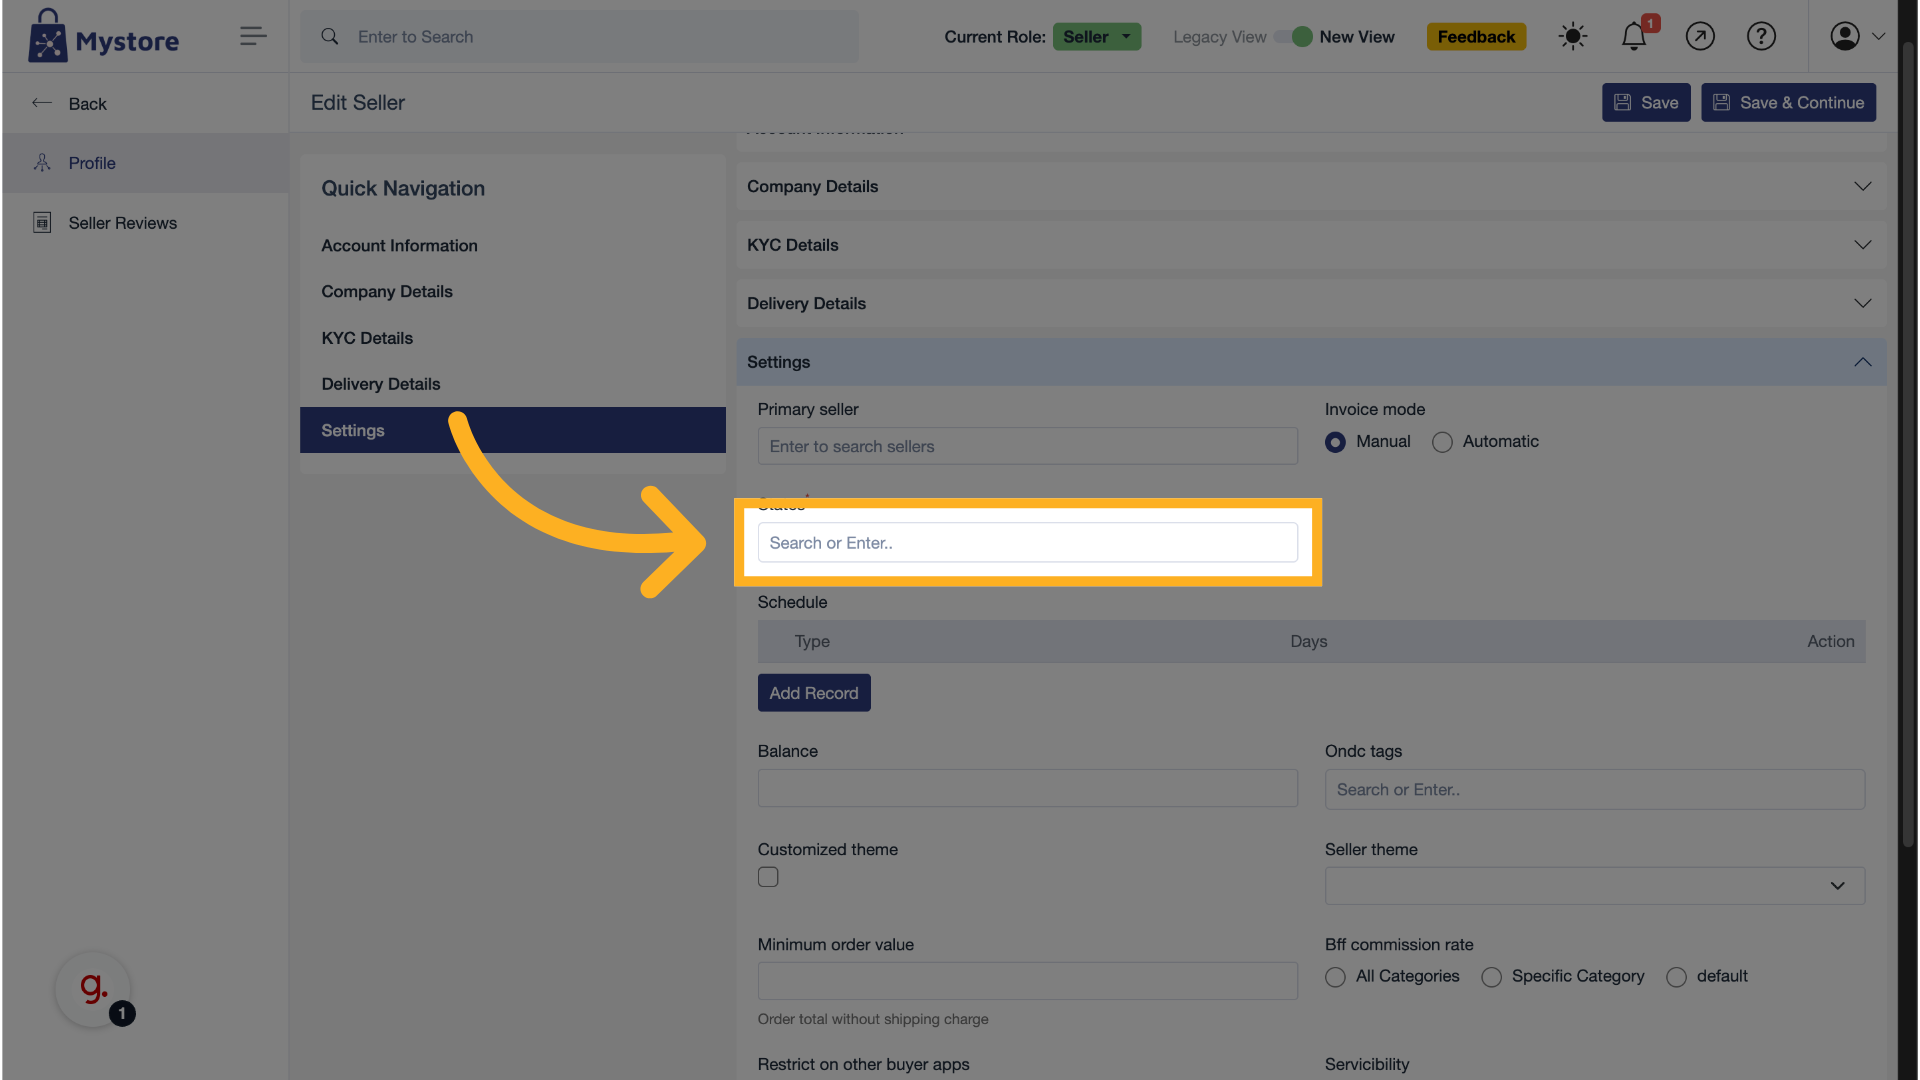 Mystore
Enter to Search
Current Role: Seller
Legacy View New View
Feedback
1
Back
Edit Seller
Save
Save & Continue
Profile
Seller Reviews
Quick Navigation
Account Information
Company Details
KYC Details
Delivery Details
Settings
Company Details
KYC Details
Delivery Details
Settings
Primary seller
Enter to search sellers
Invoice mode
Manual Automatic
States
Search or Enter..
Schedule
Type Days Action
Add Record
Balance
Ondc tags
Search or Enter..
Customized theme
Seller theme
Minimum order value
Order total without shipping charge
Bff commission rate
All Categories Specific Category default
Restrict on other buyer apps
Servicibility
g.
1